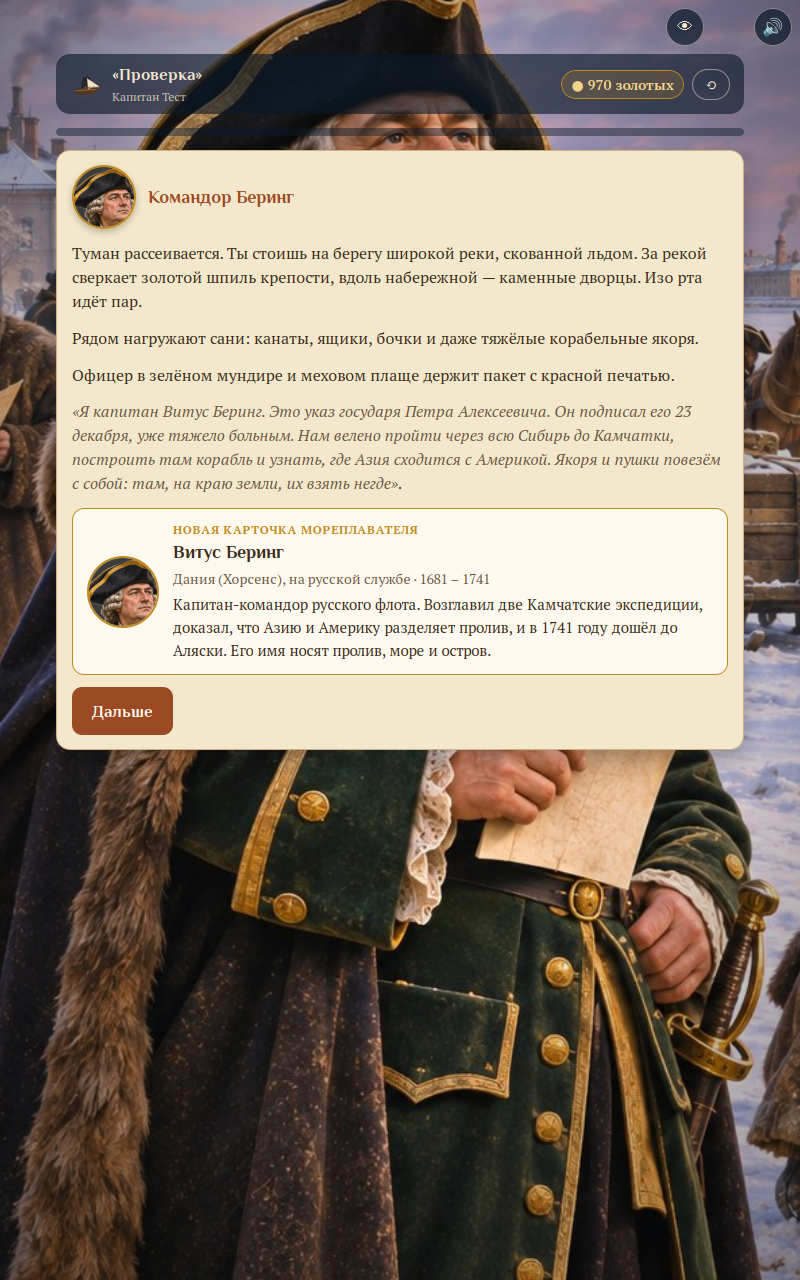 «Проверка»
Капитан Тест
970 золотых
Командор Беринг
Туман рассеивается. Ты стоишь на берегу широкой реки, скованной льдом. За рекой
сверкает золотой шпиль крепости, вдоль набережной — каменные дворцы. Изо рта
идёт пар.
Рядом нагружают сани: канаты, ящики, бочки и даже тяжёлые корабельные якоря.
Офицер в зелёном мундире и меховом плаще держит пакет с красной печатью.
«Я капитан Витус Беринг. Это указ государя Петра Алексеевича. Он подписал его 23
декабря, уже тяжело больным. Нам велено пройти через всю Сибирь до Камчатки,
построить там корабль и узнать, где Азия сходится с Америкой. Якоря и пушки повезём
с собой: там, на краю земли, их взять негде».
НОВАЯ КАРТОЧКА МОРЕПЛАВАТЕЛЯ
Витус Беринг
Дания (Хорсенс), на русской службе · 1681 – 1741
Капитан-командор русского флота. Возглавил две Камчатские экспедиции,
доказал, что Азию и Америку разделяет пролив, и в 1741 году дошёл до
Аляски. Его имя носят пролив, море и остров.
Дальше